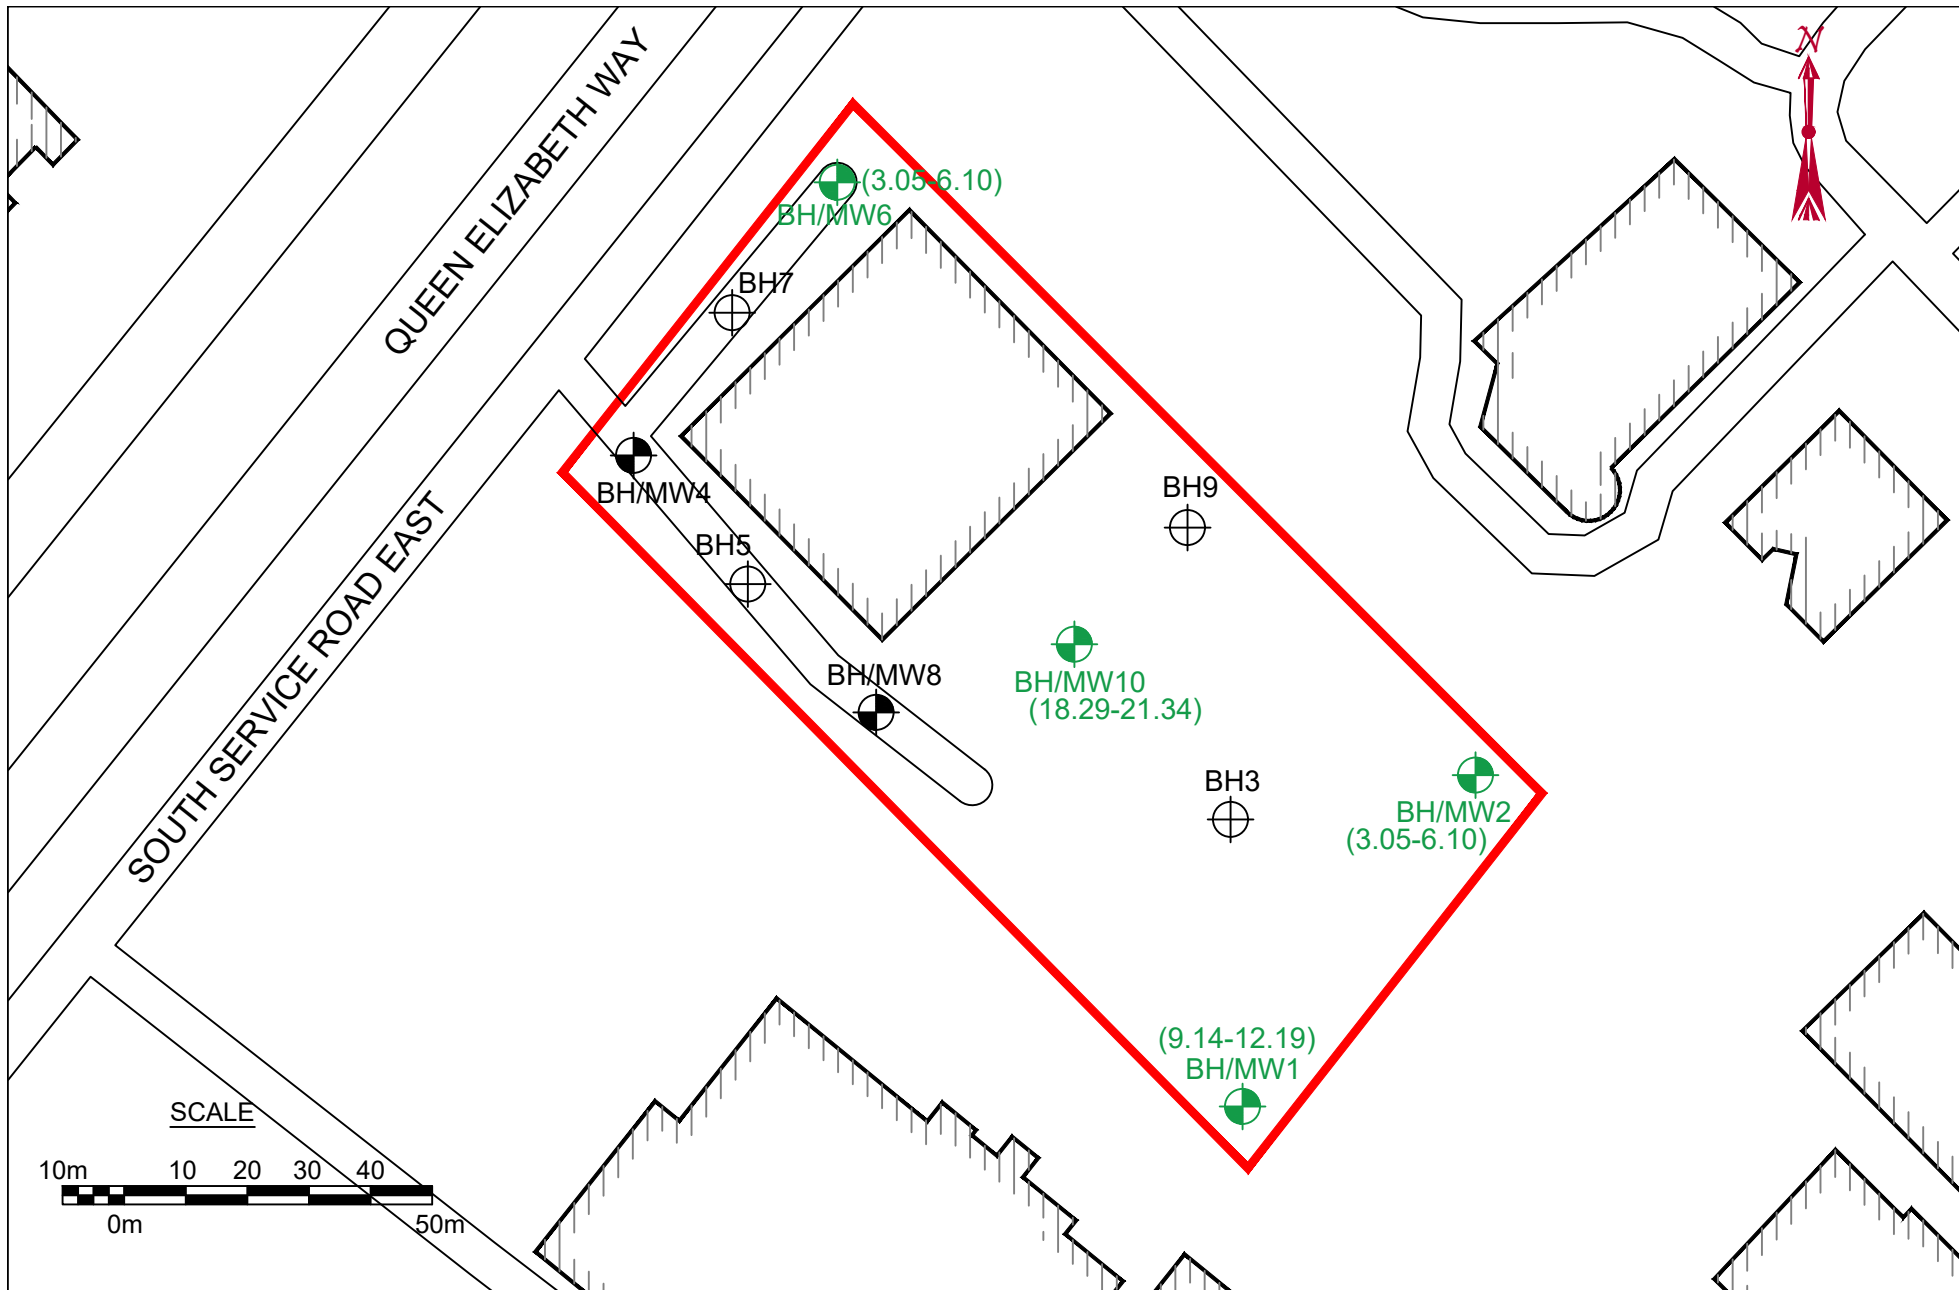 N
QUEEN ELIZABETH WAY
(3.05-6.10)
BH/MW6
BH7
BH/MW4
BH9
SOUTH SERVICE ROAD EAST
BH5
BH/MW8
BH/MW10
(18.29-21.34)
BH3
BH/MW2
(3.05-6.10)
(9.14-12.19)
BH/MW1
SCALE
10m 10 20 30 40
0m 50m